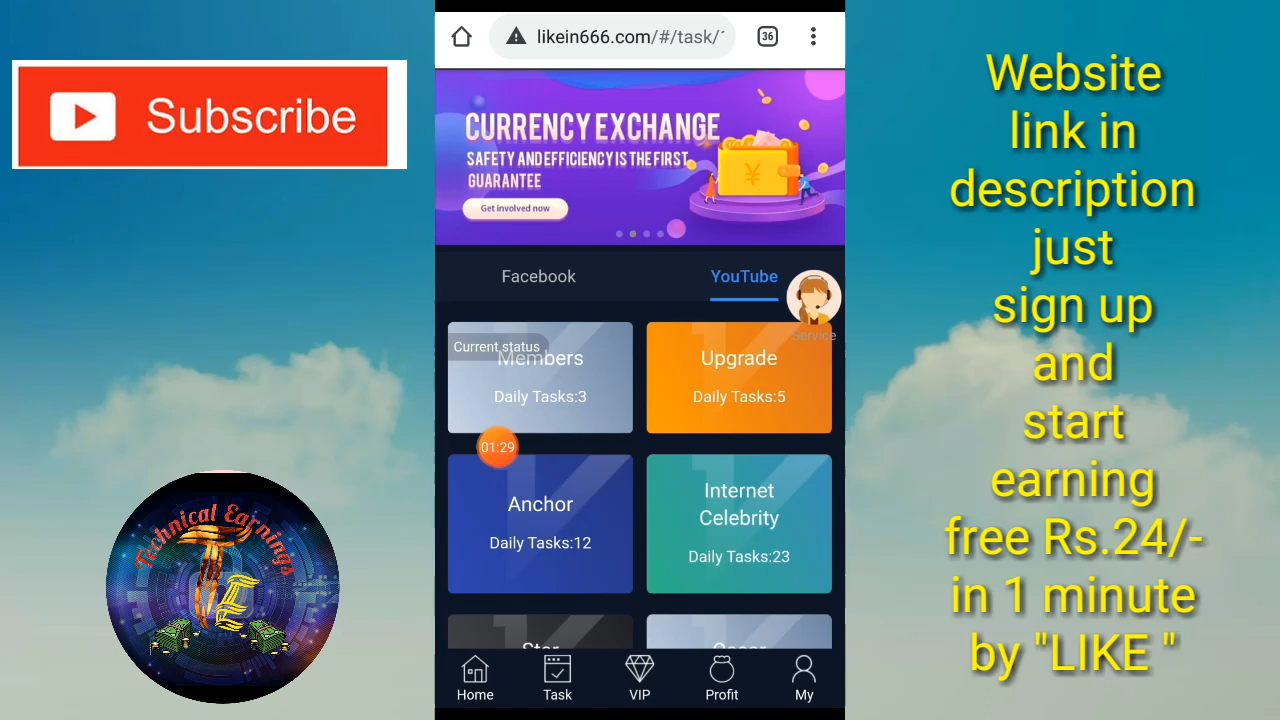 Subscribe
Technical Earnings
TE
likein666.com/#/task/
36
CURRENCY EXCHANGE
SAFETY AND EFFICIENCY IS THE FIRST
GUARANTEE
Get involved now
Facebook
YouTube
Service
Current status
Members
Daily Tasks:3
Upgrade
Daily Tasks:5
01:29
Anchor
Daily Tasks:12
Internet
Celebrity
Daily Tasks:23
Star
Home
Task
VIP
Profit
My
Website
link in
description
just
sign up
and
start
earning
free Rs.24/-
in 1 minute
by "LIKE "